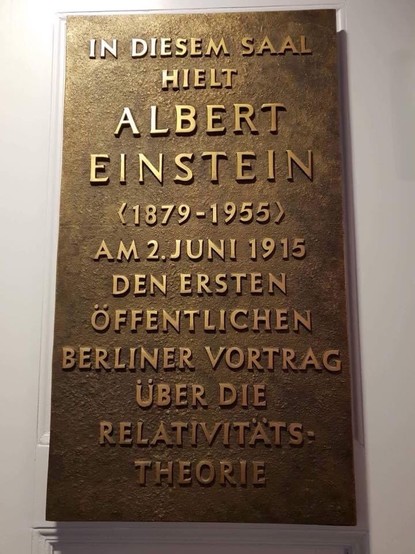 IN DIESEM SAAL
HIELT
ALBERT
EINSTEIN
〈1879-1955〉
AM 2. JUNI 1915
DEN ERSTEN
ÖFFENTLICHEN
BERLINER VORTRAG
ÜBER DIE
RELATIVITÄTS-
THEORIE